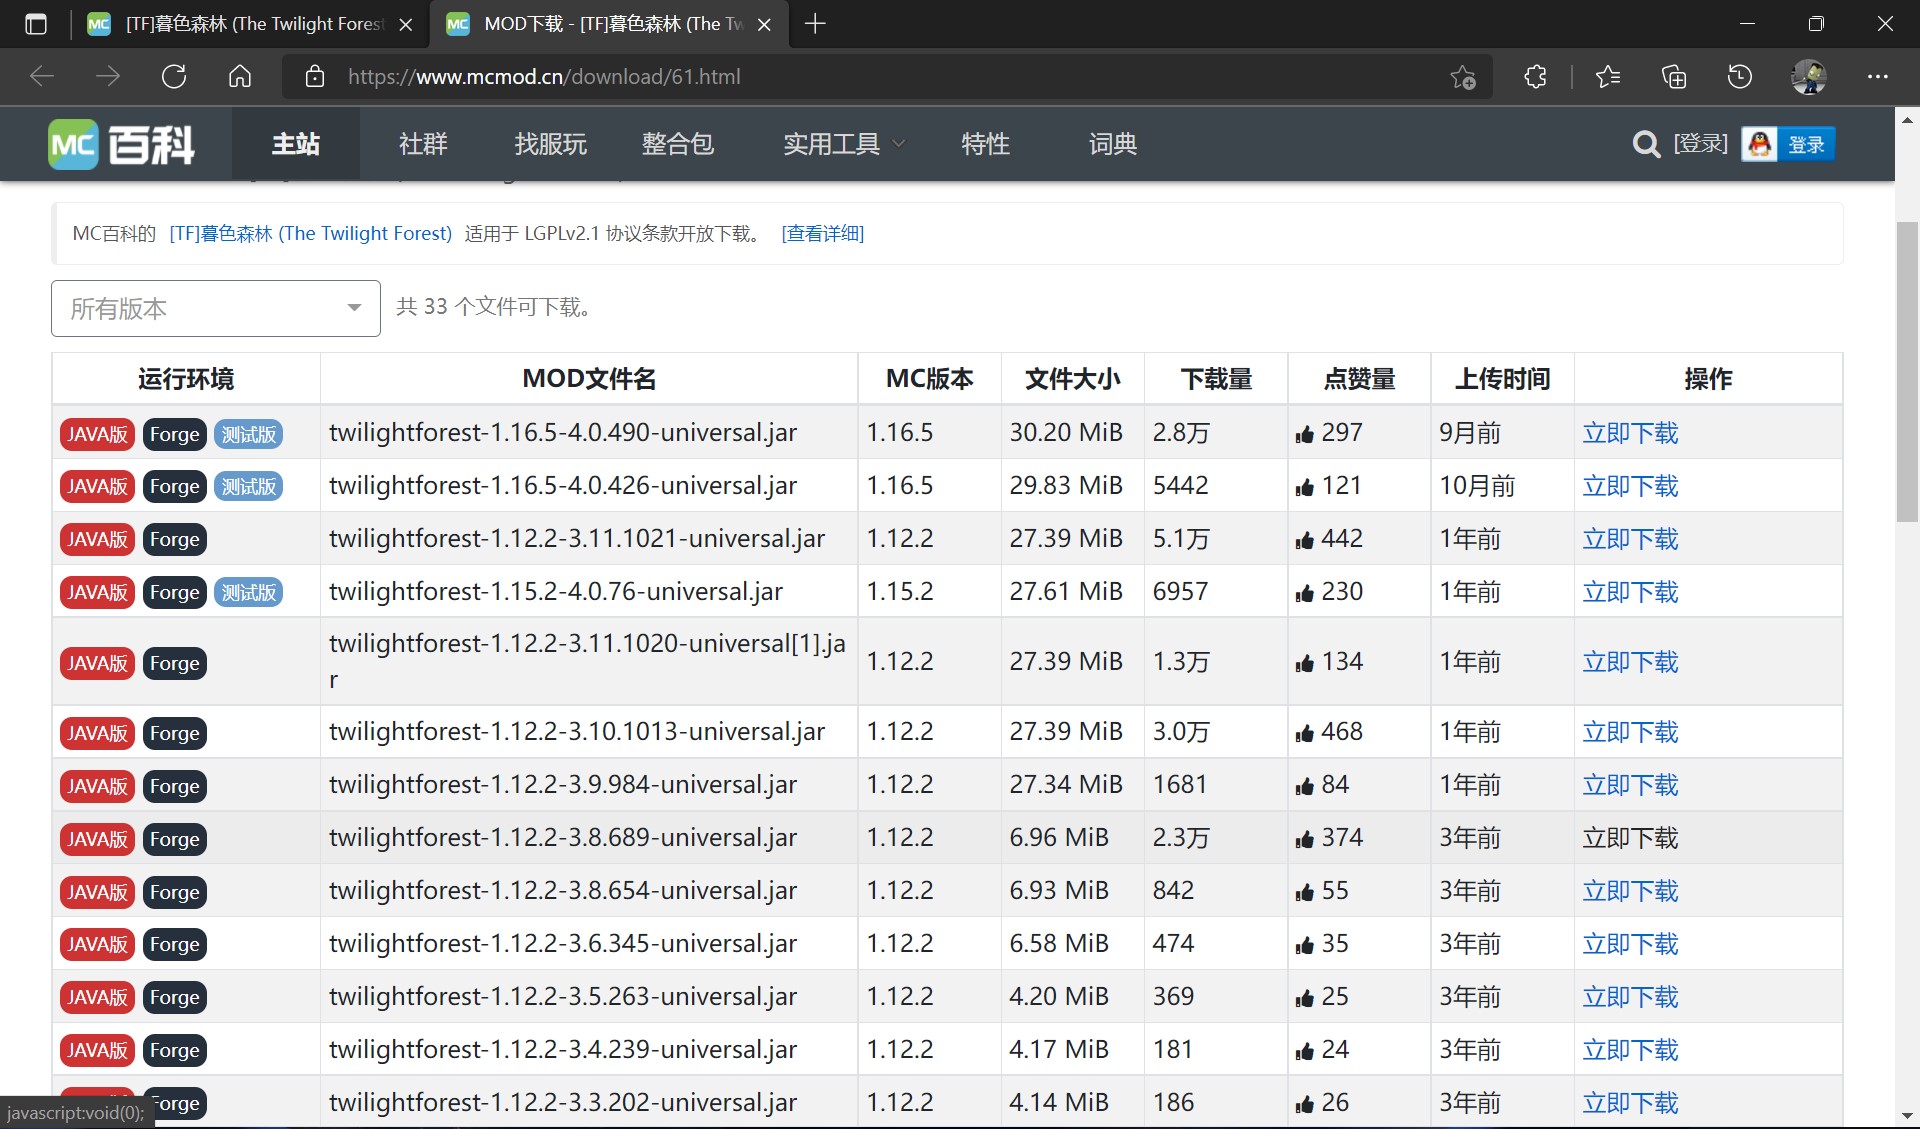 [TF]暮色森林 (The Twilight Fores
MOD下载 - [TF]暮色森林 (The Tw
https://www.mcmod.cn/download/61.html
MC百科 主站 社群 找服玩 整合包 实用工具 特性 词典 [登录] 登录
MC百科的 [TF]暮色森林 (The Twilight Forest) 适用于 LGPLv2.1 协议条款开放下载。 [查看详细]
所有版本 共 33 个文件可下载。
运行环境 MOD文件名 MC版本 文件大小 下载量 点赞量 上传时间 操作
JAVA版 Forge 测试版 twilightforest-1.16.5-4.0.490-universal.jar 1.16.5 30.20 MiB 2.8万 297 9月前 立即下载
JAVA版 Forge 测试版 twilightforest-1.16.5-4.0.426-universal.jar 1.16.5 29.83 MiB 5442 121 10月前 立即下载
JAVA版 Forge twilightforest-1.12.2-3.11.1021-universal.jar 1.12.2 27.39 MiB 5.1万 442 1年前 立即下载
JAVA版 Forge 测试版 twilightforest-1.15.2-4.0.76-universal.jar 1.15.2 27.61 MiB 6957 230 1年前 立即下载
JAVA版 Forge twilightforest-1.12.2-3.11.1020-universal[1].ja
r 1.12.2 27.39 MiB 1.3万 134 1年前 立即下载
JAVA版 Forge twilightforest-1.12.2-3.10.1013-universal.jar 1.12.2 27.39 MiB 3.0万 468 1年前 立即下载
JAVA版 Forge twilightforest-1.12.2-3.9.984-universal.jar 1.12.2 27.34 MiB 1681 84 1年前 立即下载
JAVA版 Forge twilightforest-1.12.2-3.8.689-universal.jar 1.12.2 6.96 MiB 2.3万 374 3年前 立即下载
JAVA版 Forge twilightforest-1.12.2-3.8.654-universal.jar 1.12.2 6.93 MiB 842 55 3年前 立即下载
JAVA版 Forge twilightforest-1.12.2-3.6.345-universal.jar 1.12.2 6.58 MiB 474 35 3年前 立即下载
JAVA版 Forge twilightforest-1.12.2-3.5.263-universal.jar 1.12.2 4.20 MiB 369 25 3年前 立即下载
JAVA版 Forge twilightforest-1.12.2-3.4.239-universal.jar 1.12.2 4.17 MiB 181 24 3年前 立即下载
orge twilightforest-1.12.2-3.3.202-universal.jar 1.12.2 4.14 MiB 186 26 3年前 立即下载
javascript:void(0);